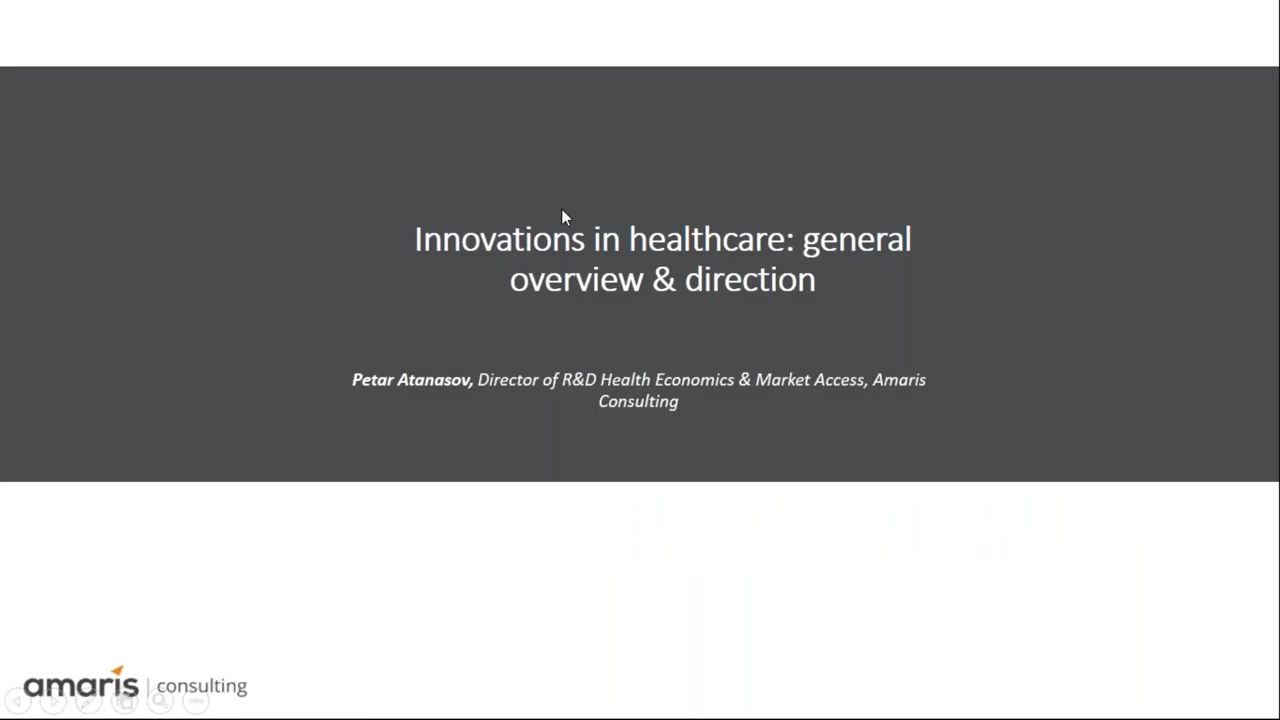 Innovations in healthcare: general
overview & direction
Petar Atanasov, Director of R&D Health Economics & Market Access, Amaris
Consulting
amaris | consulting